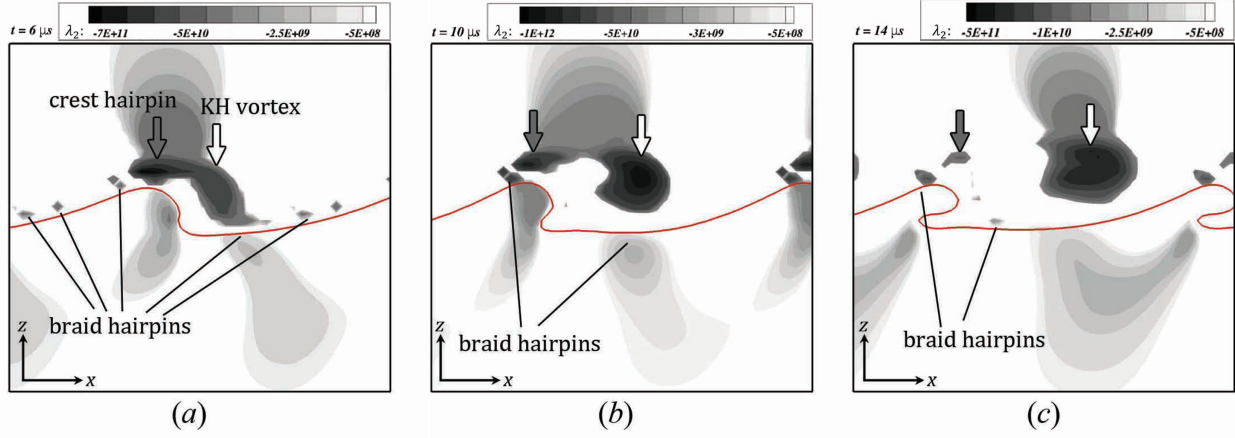 t = 6 μs λ₂: -7E+11 -5E+10 -2.5E+09 -5E+08
crest hairpin
KH vortex
braid hairpins
z
x
(a)
t = 10 μs λ₂: -1E+12 -5E+10 -3E+09 -5E+08
braid hairpins
z
x
(b)
t = 14 μs λ₂: -5E+11 -1E+10 -2.5E+09 -5E+08
braid hairpins
z
x
(c)